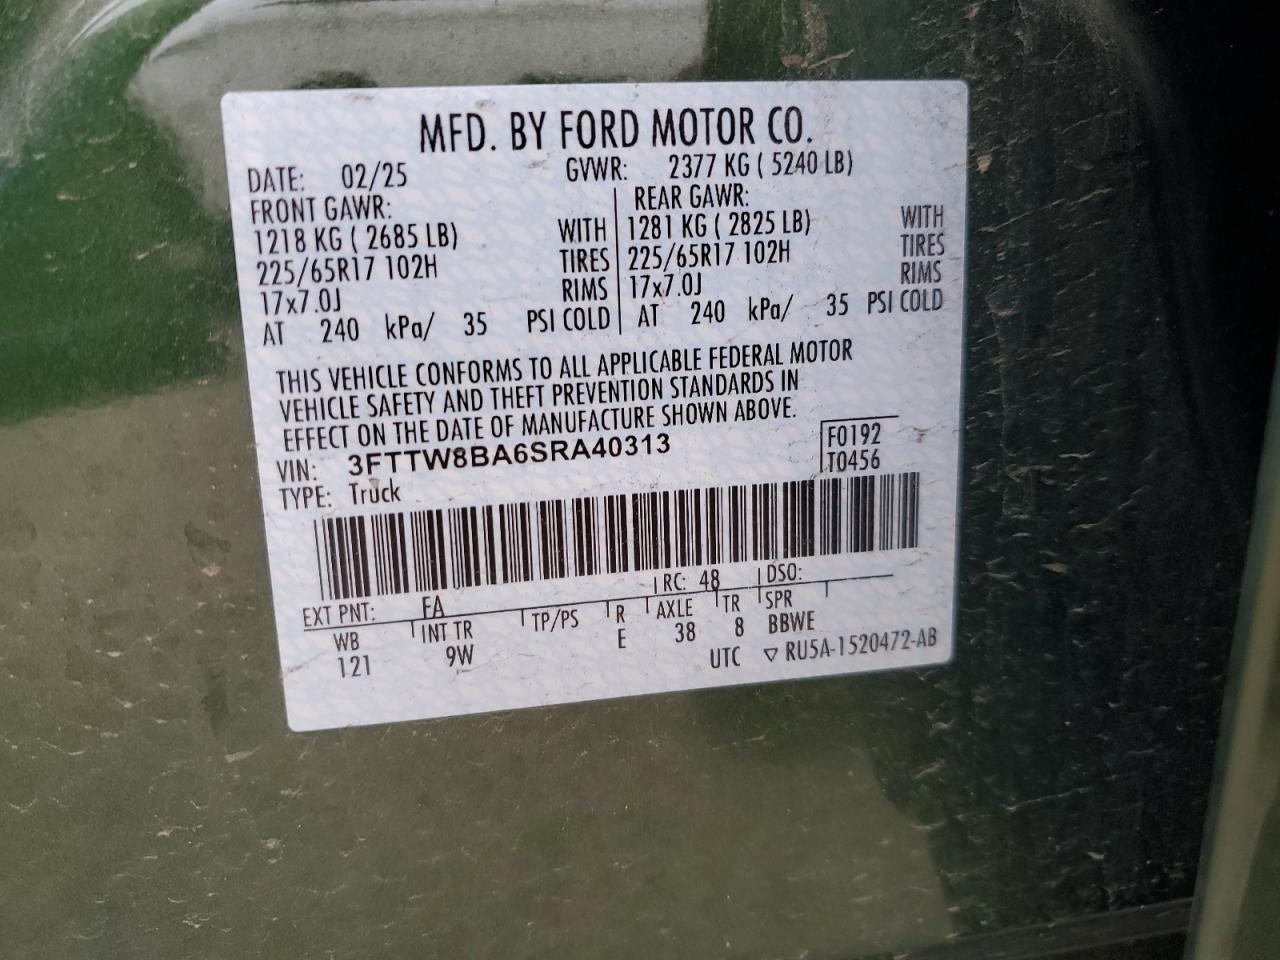 MFD. BY FORD MOTOR CO.
DATE: 02/25 GVWR: 2377 KG ( 5240 LB)
FRONT GAWR: REAR GAWR:
1218 KG ( 2685 LB) WITH 1281 KG ( 2825 LB) WITH
225/65R17 102H TIRES 225/65R17 102H TIRES
17x7.0J RIMS 17x7.0J RIMS
AT 240 kPa/ 35 PSI COLD AT 240 kPa/ 35 PSI COLD
THIS VEHICLE CONFORMS TO ALL APPLICABLE FEDERAL MOTOR
VEHICLE SAFETY AND THEFT PREVENTION STANDARDS IN
EFFECT ON THE DATE OF MANUFACTURE SHOWN ABOVE.
VIN: 3FTTW8BA6SRA40313 F0192
TYPE: Truck T0456
EXT PNT: FA RC: 48 DSO:
WB INT TR TP/PS R AXLE TR SPR
121 9W E 38 8 BBWE
UTC ▽ RU5A-1520472-AB